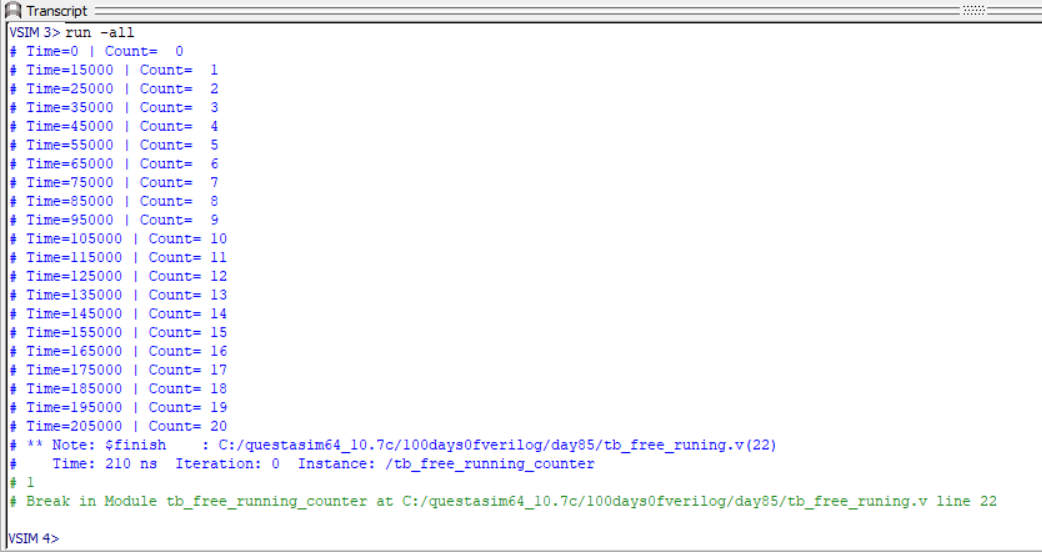 Transcript
VSIM 3> run -all
# Time=0 | Count=  0
# Time=15000 | Count=  1
# Time=25000 | Count=  2
# Time=35000 | Count=  3
# Time=45000 | Count=  4
# Time=55000 | Count=  5
# Time=65000 | Count=  6
# Time=75000 | Count=  7
# Time=85000 | Count=  8
# Time=95000 | Count=  9
# Time=105000 | Count= 10
# Time=115000 | Count= 11
# Time=125000 | Count= 12
# Time=135000 | Count= 13
# Time=145000 | Count= 14
# Time=155000 | Count= 15
# Time=165000 | Count= 16
# Time=175000 | Count= 17
# Time=185000 | Count= 18
# Time=195000 | Count= 19
# Time=205000 | Count= 20
# ** Note: $finish    : C:/questasim64_10.7c/100days0fverilog/day85/tb_free_runing.v(22)
#    Time: 210 ns  Iteration: 0  Instance: /tb_free_running_counter
# 1
# Break in Module tb_free_running_counter at C:/questasim64_10.7c/100days0fverilog/day85/tb_free_runing.v line 22
VSIM 4>